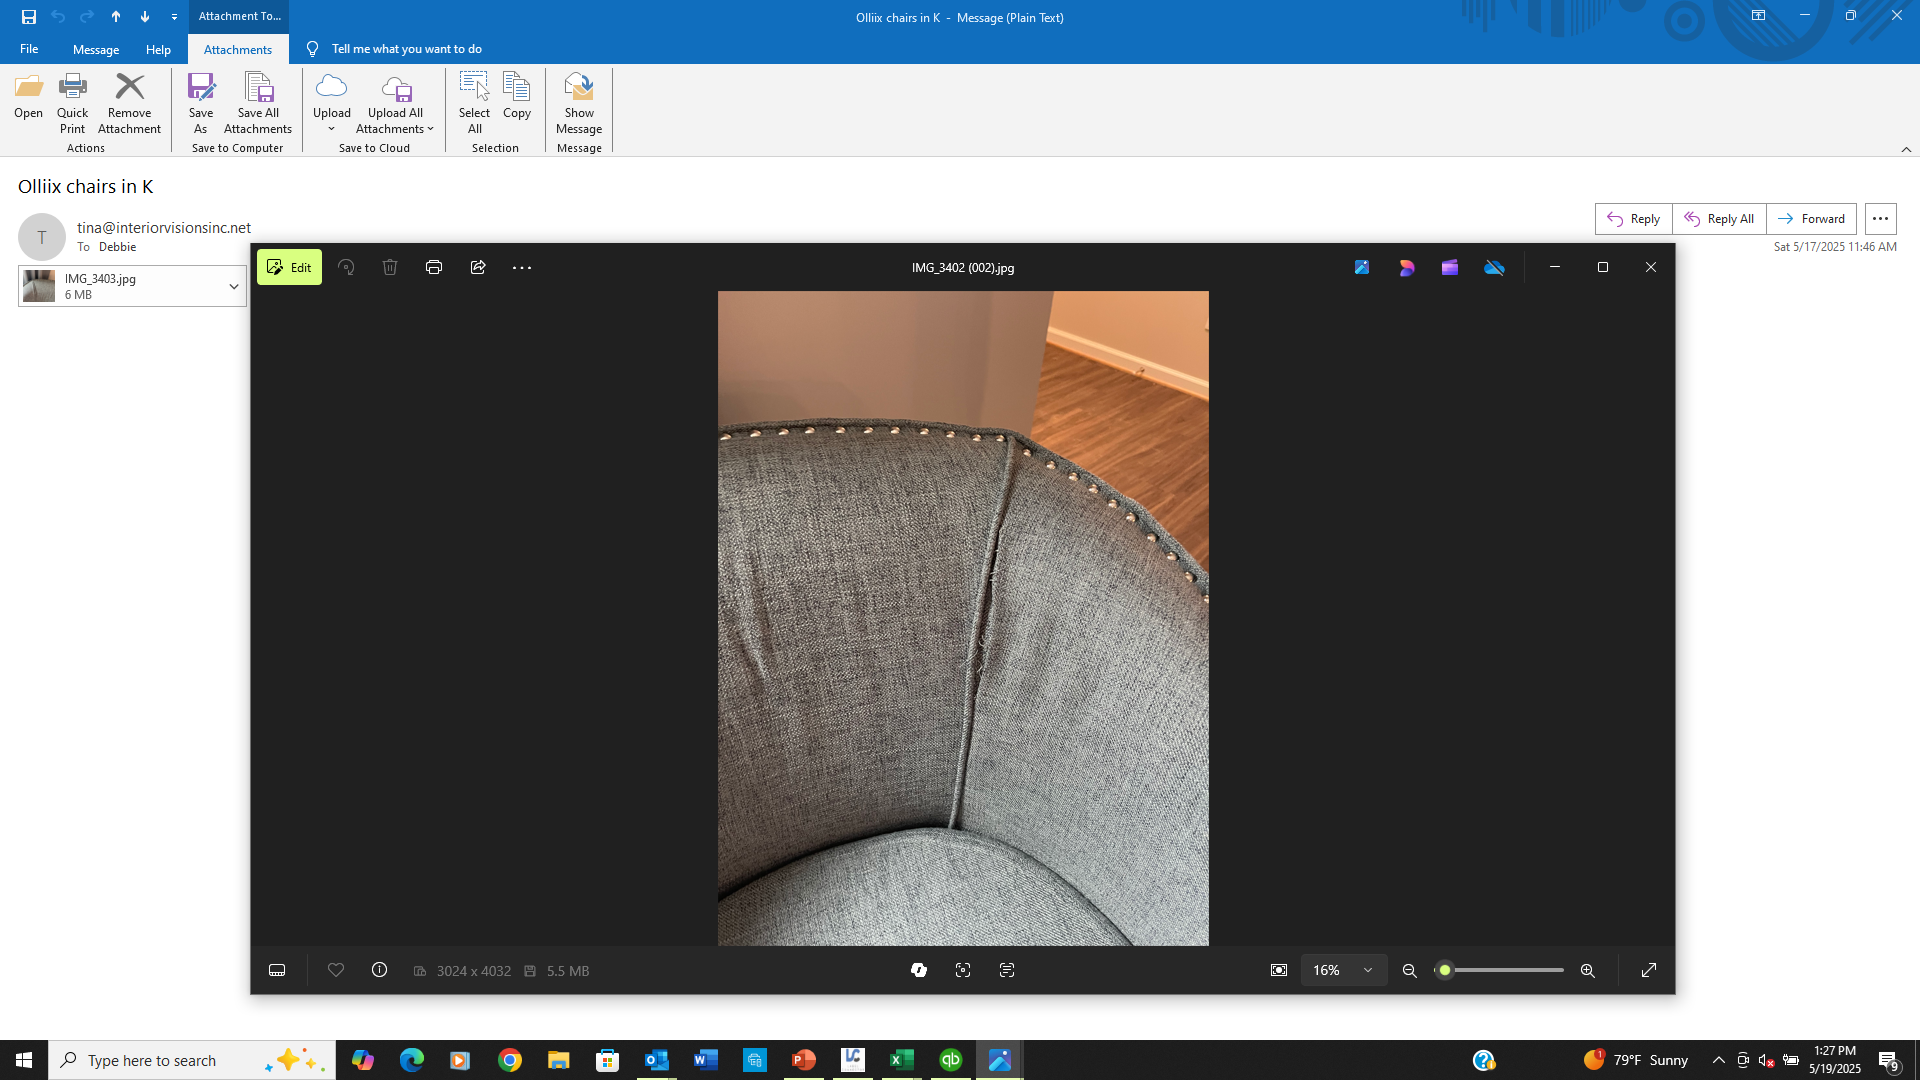 Attachment To...
Olliix chairs in K - Message (Plain Text)
File
Message
Help
Attachments
Tell me what you want to do
Open
Quick
Print
Remove
Attachment
Actions
Save
As
Save All
Attachments
Save to Computer
Upload
Upload All
Attachments
Save to Cloud
Select
All
Copy
Selection
Show
Message
Message
Olliix chairs in K
T
tina@interiorvisionsinc.net
To Debbie
Reply
Reply All
Forward
Sat 5/17/2025 11:46 AM
IMG_3403.jpg
6 MB
Edit
IMG_3402 (002).jpg
3024 x 4032
5.5 MB
16%
Type here to search
79°F Sunny
1:27 PM
5/19/2025
1
9